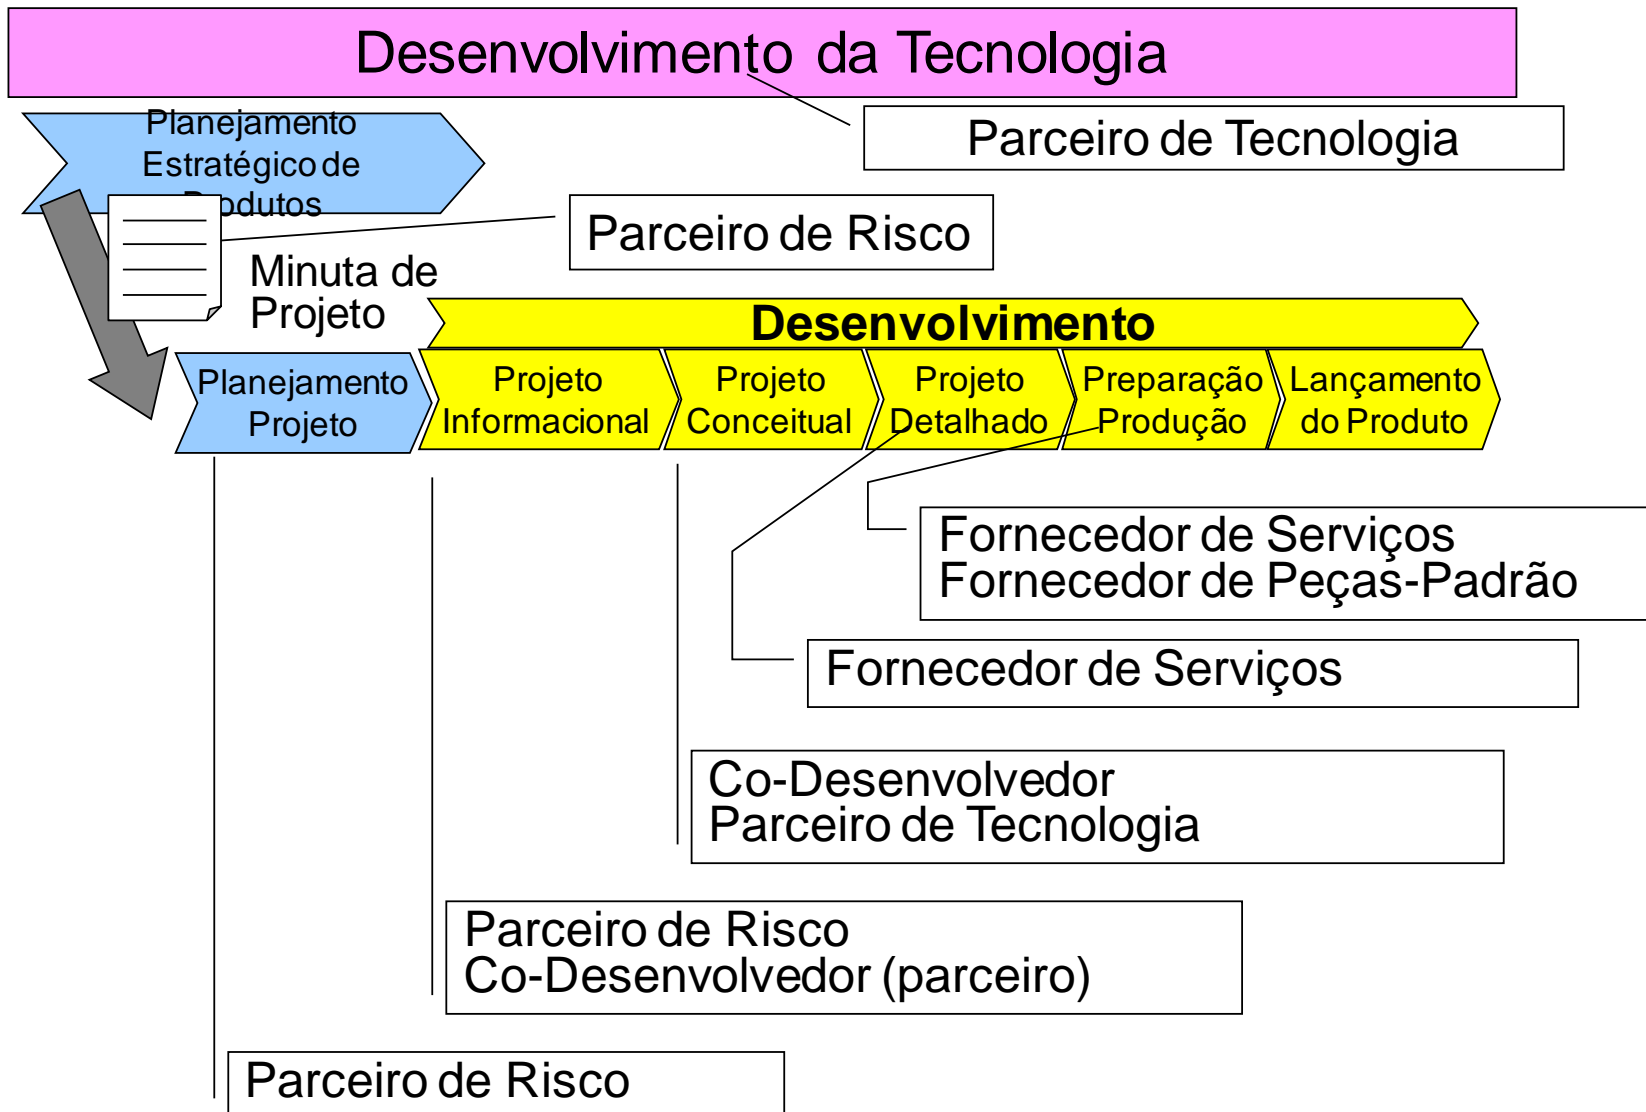 Desenvolvimento da Tecnologia
Planejamento
Estratégico de
Parceiro de Tecnologia
Parceiro de Risco
Minuta de
Projeto
Desenvolvimento
Planejamento
Projeto
Projeto
Informacional
Projeto
Conceitual
Projeto
Detalhado
Preparação
Produção
Lançamento
do Produto
Fornecedor de Serviços
Fornecedor de Peças-Padrão
Fornecedor de Serviços
Co-Desenvolvedor
Parceiro de Tecnologia
Parceiro de Risco
Co-Desenvolvedor (parceiro)
Parceiro de Risco